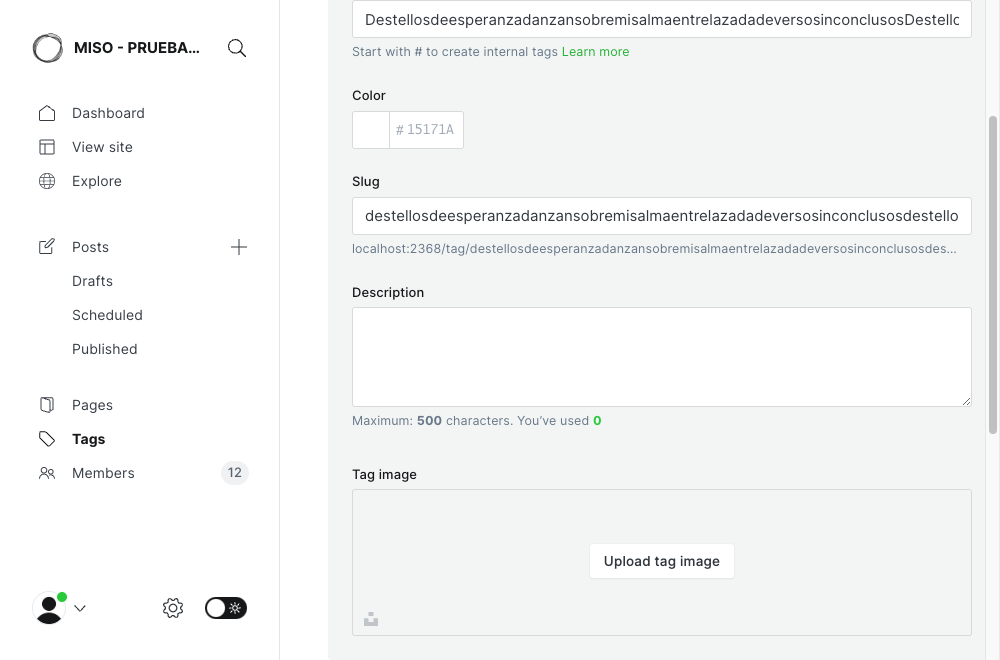 MISO - PRUEBA...
Dashboard
View site
Explore
Posts
Drafts
Scheduled
Published
Pages
Tags
Members 12
DestellosdeesperanzadanzansobremisalmaentrelazadadeversosinconclusosDestello
Start with # to create internal tags Learn more
Color
# 15171A
Slug
destellosdeesperanzadanzansobremisalmaentrelazadadeversosinconclusosdestello
localhost:2368/tag/destellosdeesperanzadanzansobremisalmaentrelazadadeversosinconclusosdes...
Description
Maximum: 500 characters. You’ve used 0
Tag image
Upload tag image